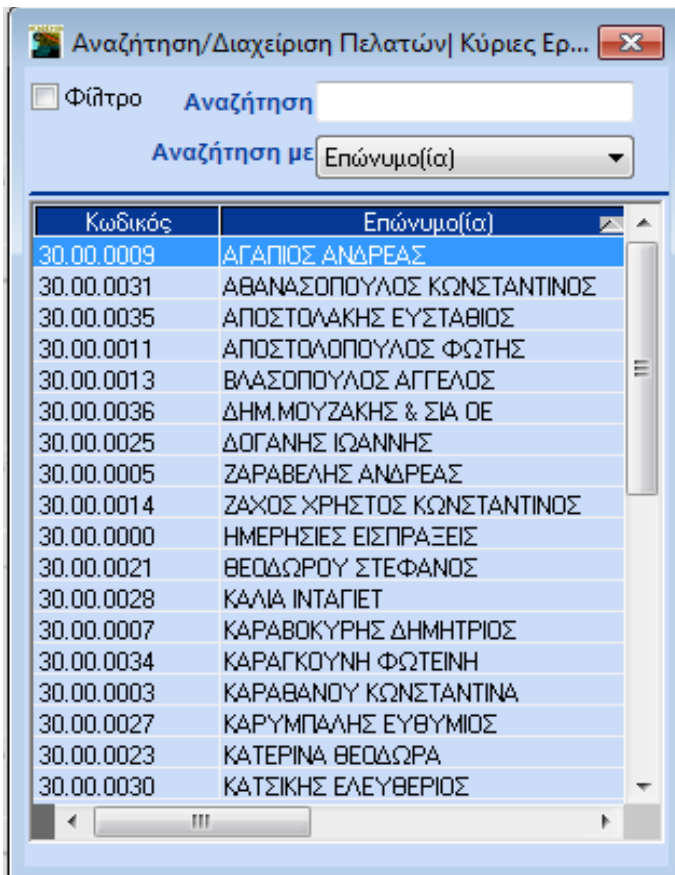 Αναζήτηση/Διαχείριση Πελατών| Κύριες Ερ...
Φίλτρο Αναζήτηση
Αναζήτηση με Επώνυμο(ία)
Κωδικός Επώνυμο(ία)
30.00.0009 ΑΓΑΠΙΟΣ ΑΝΔΡΕΑΣ
30.00.0031 ΑΘΑΝΑΣΟΠΟΥΛΟΣ ΚΩΝΣΤΑΝΤΙΝΟΣ
30.00.0035 ΑΠΟΣΤΟΛΑΚΗΣ ΕΥΣΤΑΘΙΟΣ
30.00.0011 ΑΠΟΣΤΟΛΟΠΟΥΛΟΣ ΦΩΤΗΣ
30.00.0013 ΒΛΑΣΟΠΟΥΛΟΣ ΑΓΓΕΛΟΣ
30.00.0036 ΔΗΜ.ΜΟΥΖΑΚΗΣ & ΣΙΑ ΟΕ
30.00.0025 ΔΟΓΑΝΗΣ ΙΩΑΝΝΗΣ
30.00.0005 ΖΑΡΑΒΕΛΗΣ ΑΝΔΡΕΑΣ
30.00.0014 ΖΑΧΟΣ ΧΡΗΣΤΟΣ ΚΩΝΣΤΑΝΤΙΝΟΣ
30.00.0000 ΗΜΕΡΗΣΙΕΣ ΕΙΣΠΡΑΞΕΙΣ
30.00.0021 ΘΕΟΔΩΡΟΥ ΣΤΕΦΑΝΟΣ
30.00.0028 ΚΑΛΙΑ ΙΝΤΑΓΙΕΤ
30.00.0007 ΚΑΡΑΒΟΚΥΡΗΣ ΔΗΜΗΤΡΙΟΣ
30.00.0034 ΚΑΡΑΓΚΟΥΝΗ ΦΩΤΕΙΝΗ
30.00.0003 ΚΑΡΑΘΑΝΟΥ ΚΩΝΣΤΑΝΤΙΝΑ
30.00.0027 ΚΑΡΥΜΠΑΛΗΣ ΕΥΘΥΜΙΟΣ
30.00.0023 ΚΑΤΕΡΙΝΑ ΘΕΟΔΩΡΑ
30.00.0030 ΚΑΤΣΙΚΗΣ ΕΛΕΥΘΕΡΙΟΣ